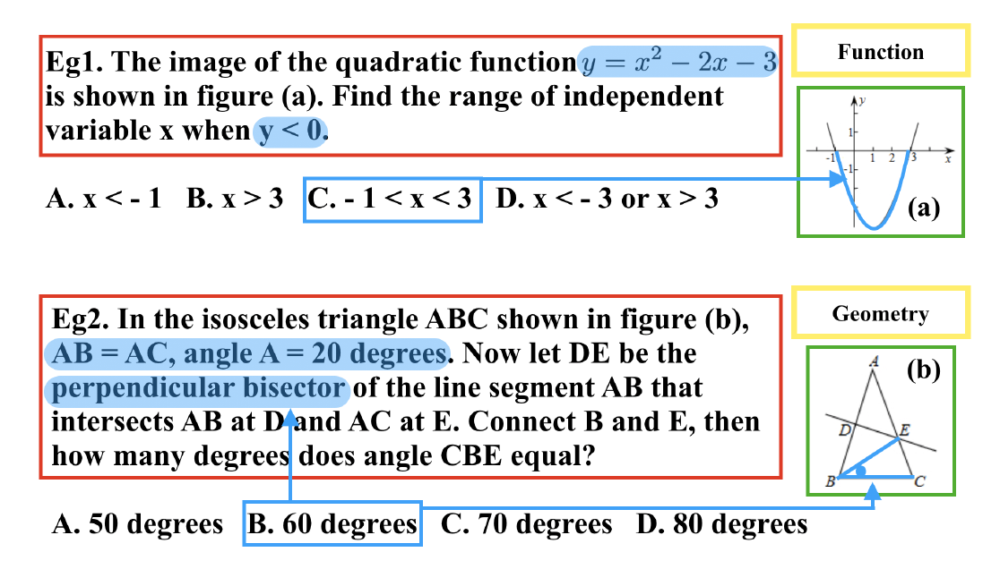 Eg1. The image of the quadratic function y = x² − 2x − 3
is shown in figure (a). Find the range of independent
variable x when y < 0.
Function
y
1
-1
1 2 3
x
-1
(a)
A. x < - 1 B. x > 3 C. - 1 < x < 3 D. x < - 3 or x > 3
Eg2. In the isosceles triangle ABC shown in figure (b),
AB = AC, angle A = 20 degrees. Now let DE be the
perpendicular bisector of the line segment AB that
intersects AB at D and AC at E. Connect B and E, then
how many degrees does angle CBE equal?
Geometry
A
(b)
D E
B C
A. 50 degrees B. 60 degrees C. 70 degrees D. 80 degrees